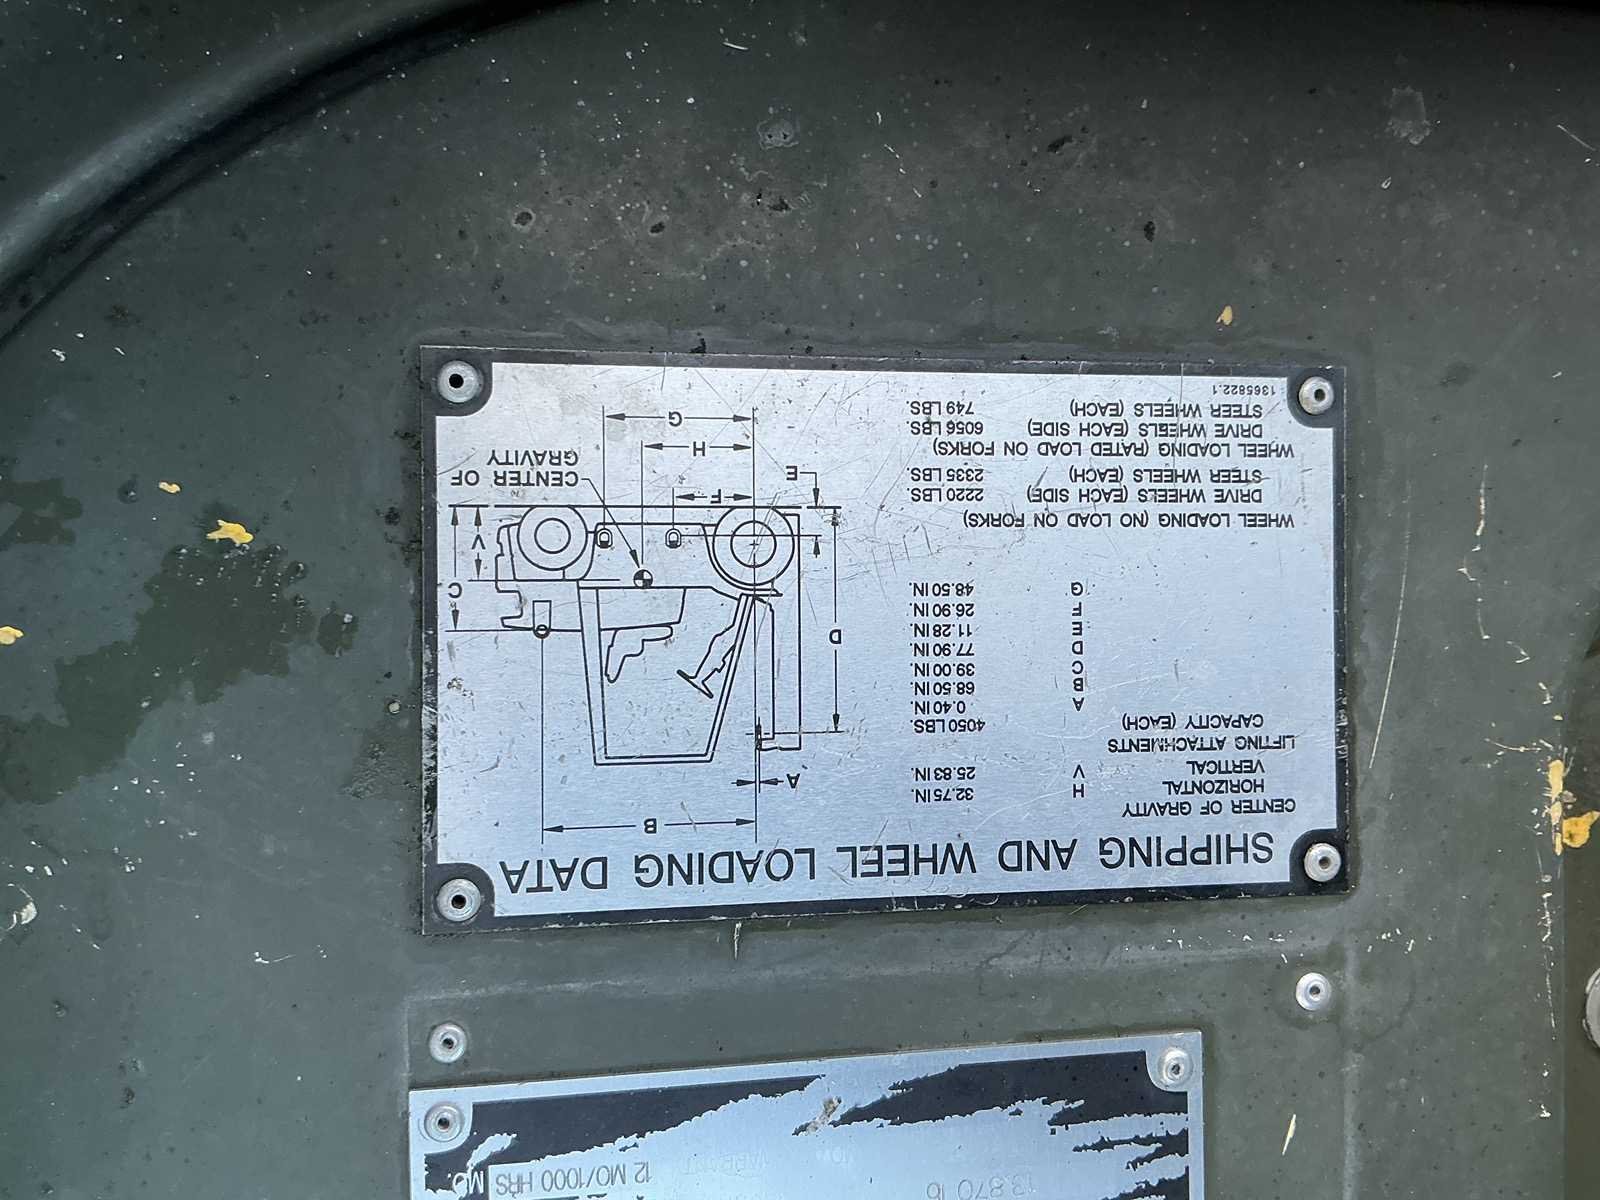 SHIPPING AND WHEEL LOADING DATA
CENTER OF GRAVITY
HORIZONTAL H 32.75 IN.
VERTICAL V 25.83 IN.
LIFTING ATTACHMENTS
CAPACITY (EACH) 4050 LBS.
A 0.40 IN.
B 68.50 IN.
C 39.00 IN.
D 77.90 IN.
E 11.28 IN.
F 26.90 IN.
G 48.50 IN.
WHEEL LOADING (NO LOAD ON FORKS)
DRIVE WHEELS (EACH SIDE) 2220 LBS.
STEER WHEELS (EACH) 2335 LBS.
WHEEL LOADING (RATED LOAD ON FORKS)
DRIVE WHEELS (EACH SIDE) 6056 LBS.
STEER WHEELS (EACH) 749 LBS.
1365822.1
B
A
D
C
V
E
F
H
G
CENTER OF
GRAVITY
12 MO/1000 HRS
13,870 lb